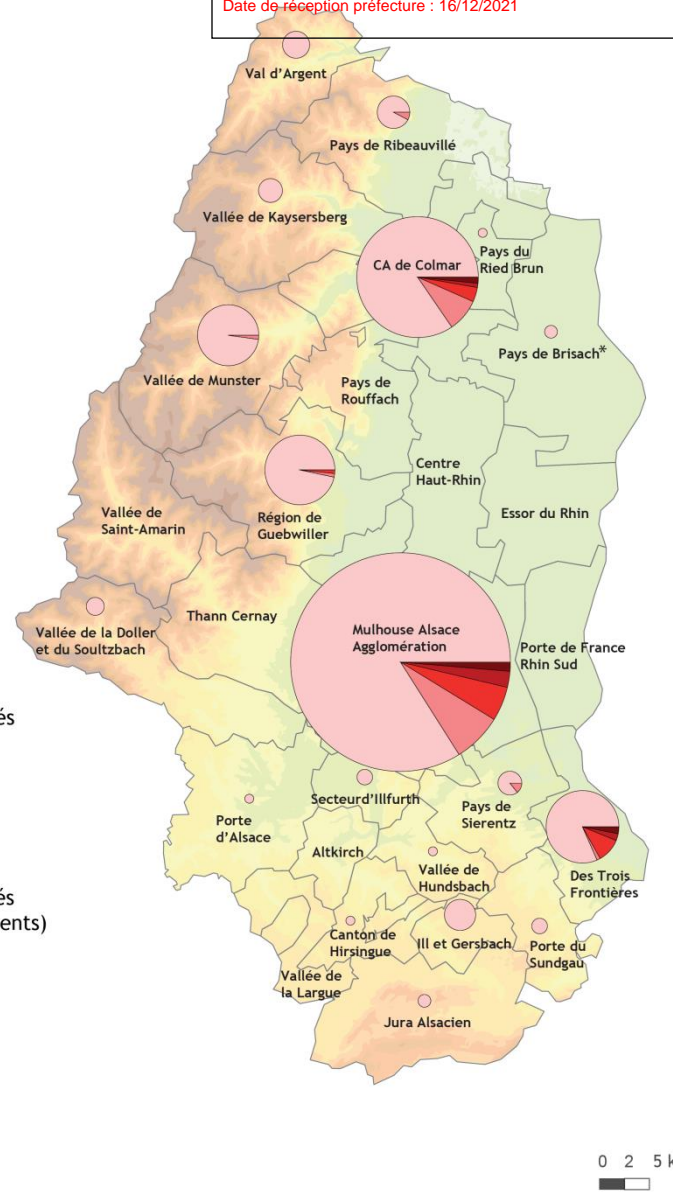 Date de réception préfecture : 16/12/2021
Val d'Argent
Pays de Ribeauvillé
Vallée de Kaysersberg
CA de Colmar
Pays du
Ried Brun
Pays de Brisach*
Vallée de Munster
Pays de
Rouffach
Centre
Haut-Rhin
Vallée de
Saint-Amarin
Région de
Guebwiller
Essor du Rhin
Thann Cernay
Vallée de la Doller
et du Soultzbach
Mulhouse Alsace
Agglomération
Porte de France
Rhin Sud
és
Secteurd'Illfurth
Pays de
Sierentz
Porte
d'Alsace
Altkirch
Vallée de
Hundsbach
Des Trois
Frontières
és
ents)
Canton de
Hirsingue
Ill et Gersbach
Porte du
Sundgau
Vallée de
la Largue
Jura Alsacien
0 2 5 k